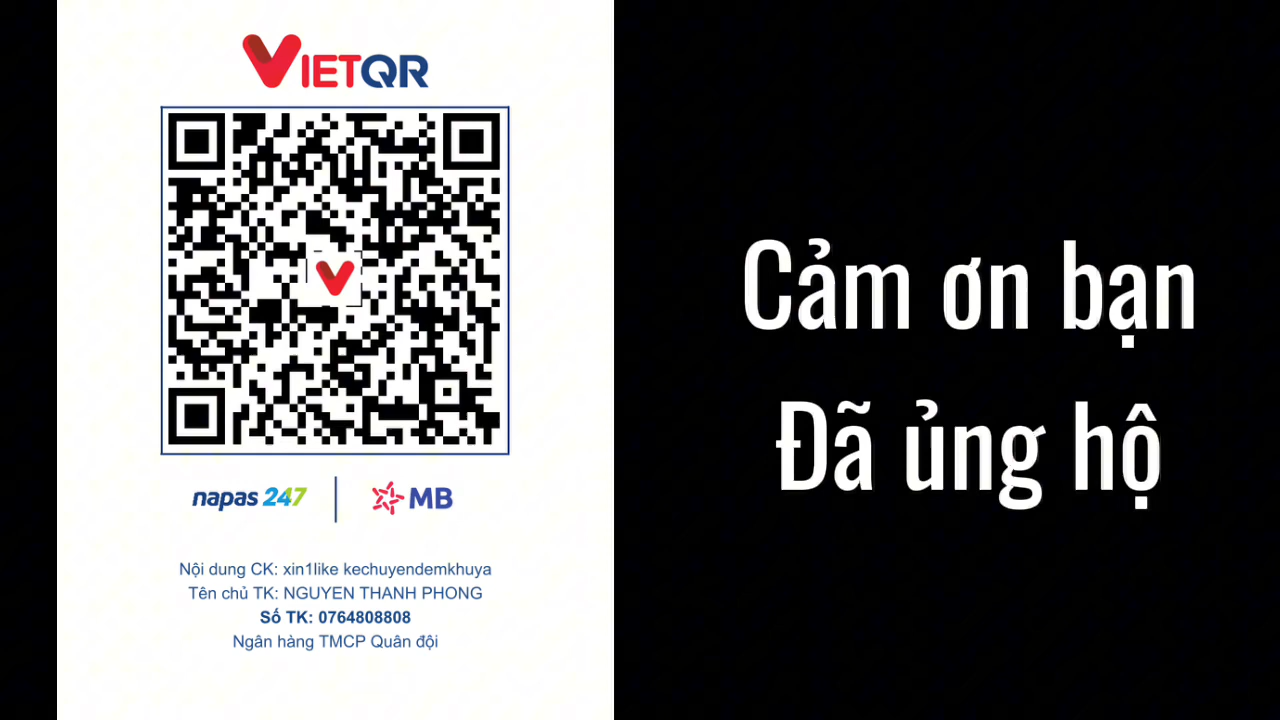 VIETQR
napas 247
MB
Nội dung CK: xin1like kechuyendemkhuya
Tên chủ TK: NGUYEN THANH PHONG
Số TK: 0764808808
Ngân hàng TMCP Quân đội
Cảm ơn bạn
Đã ủng hộ